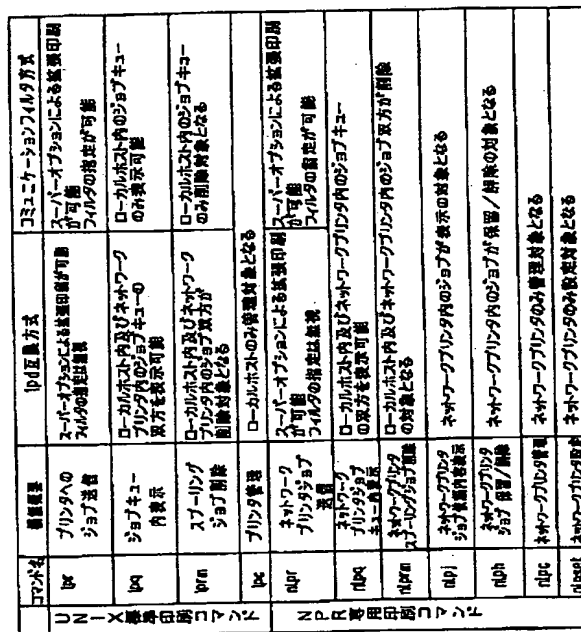 コマンド名
機能概要
lpd互換方式
コミュニケーションフィルタ方式
UNIX標準印刷コマンド
lpr
プリンタへの
ジョブ送信
スーパーオプションによる拡張印刷が可能
フィルタの指定は無視
スーパーオプションによる拡張印刷
が可能
フィルタの指定が可能
lpq
ジョブキュー
内表示
ローカルホスト内及びネットワーク
プリンタ内のジョブキューの
双方を表示可能
ローカルホスト内のジョブキュー
のみ表示可能
lprm
スプーリング
ジョブ削除
ローカルホスト内及びネットワーク
プリンタ内のジョブ双方が
削除対象となる
ローカルホスト内のジョブキュー
のみ削除対象となる
lpc
プリンタ管理
ローカルホストのみ管理対象となる
NPR専用印刷コマンド
nlpr
ネットワーク
プリンタジョブ
送信
スーパーオプションによる拡張印刷
が可能
フィルタの指定は無視
スーパーオプションによる拡張印刷
が可能
フィルタの指定が可能
nlpq
ネットワーク
プリンタジョブ
キュー内表示
ローカルホスト内及びネットワークプリンタ内のジョブキュー
の双方を表示可能
nlprm
ネットワークプリンタ
スプーリングジョブ削除
ローカルホスト内及びネットワークプリンタ内のジョブ双方が削除
の対象となる
nlpj
ネットワークプリンタ
ジョブ 内容表示
ネットワークプリンタ内のジョブが表示の対象となる
nlph
ネットワークプリンタ
ジョブ 保留/解除
ネットワークプリンタ内のジョブが保留/解除の対象となる
nlpc
ネットワークプリンタ管理
ネットワークプリンタのみ管理対象となる
nlpset
ネットワークプリンタ設定
ネットワークプリンタのみ設定対象となる